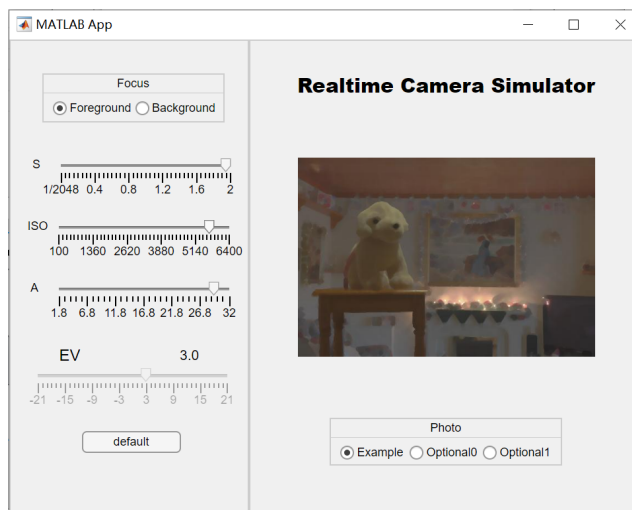 MATLAB App
Focus
Foreground Background
Realtime Camera Simulator
S
1/2048 0.4 0.8 1.2 1.6 2
ISO
100 1360 2620 3880 5140 6400
A
1.8 6.8 11.8 16.8 21.8 26.8 32
EV 3.0
-21 -15 -9 -3 3 9 15 21
default
Photo
Example Optional0 Optional1